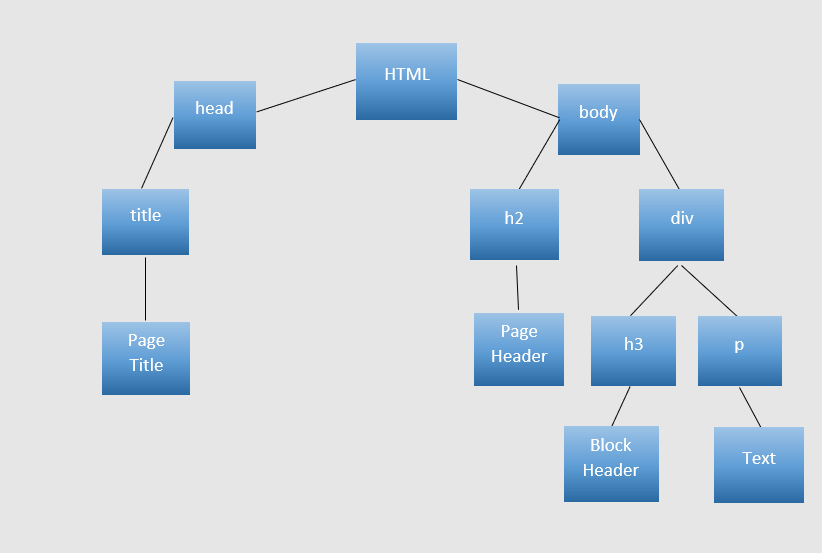 HTML
head
body
title
h2
div
Page
Title
Page
Header
h3
p
Block
Header
Text